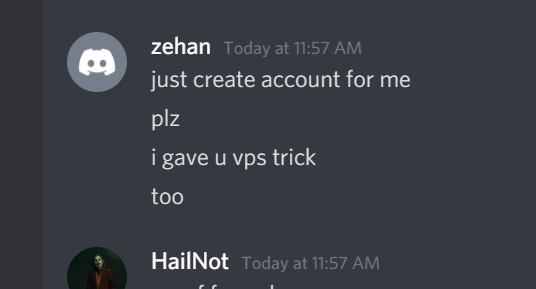 zehan Today at 11:57 AM
just create account for me
plz
i gave u vps trick
too
HailNot Today at 11:57 AM